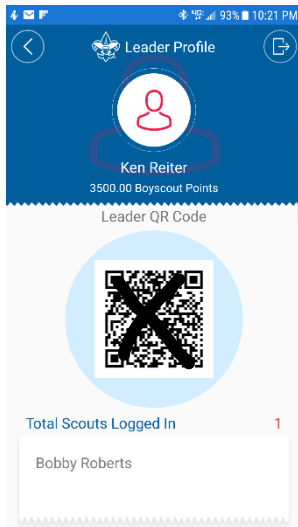 4G 93% 10:21 PM
Leader Profile
Ken Reiter
3500.00 Boyscout Points
Leader QR Code
Total Scouts Logged In 1
Bobby Roberts